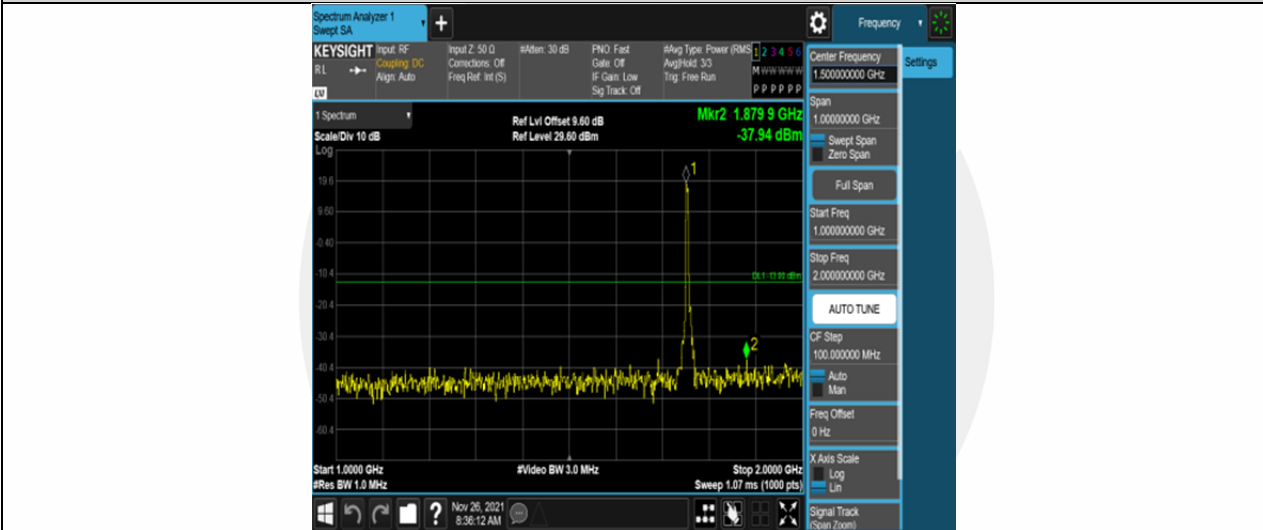 Spectrum Analyzer 1
Swept SA
+
Frequency
KEYSIGHT Input: RF
RL Coupling: DC
Align: Auto
LV
Input Z: 50 Ω
Corrections: Off
Freq Ref: Int (S)
#Atten: 30 dB
PNO: Fast
Gate: Off
IF Gain: Low
Sig Track: Off
#Avg Type: Power (RMS
Avg|Hold: 3/3
Trig: Free Run
1 2 3 4 5 6
M W W W W W
P P P P P P
1 Spectrum
Scale/Div 10 dB
Ref Lvl Offset 9.60 dB
Ref Level 29.60 dBm
Mkr2 1.879 9 GHz
-37.94 dBm
Log
19.6
9.60
-0.40
-10.4
-20.4
-30.4
-40.4
-50.4
-60.4
1
DL1 -13.00 dBm
2
Start 1.0000 GHz
#Res BW 1.0 MHz
#Video BW 3.0 MHz
Stop 2.0000 GHz
Sweep 1.07 ms (1000 pts)
Nov 26, 2021
8:36:12 AM
?
Center Frequency
1.500000000 GHz
Span
1.00000000 GHz
Swept Span
Zero Span
Full Span
Start Freq
1.000000000 GHz
Stop Freq
2.000000000 GHz
AUTO TUNE
CF Step
100.000000 MHz
Auto
Man
Freq Offset
0 Hz
X Axis Scale
Log
Lin
Signal Track
(Span Zoom)
Settings